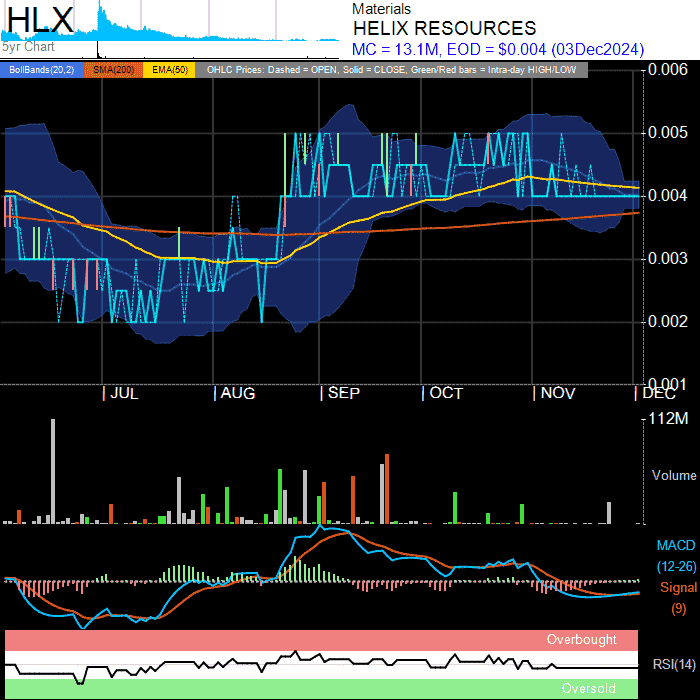 HLX
5yr Chart
Materials
HELIX RESOURCES
MC = 13.1M, EOD = $0.004 (03Dec2024)
BollBands(20,2) SMA(200) EMA(50) OHLC Prices: Dashed = OPEN, Solid = CLOSE, Green/Red bars = Intra-day HIGH/LOW
0.006
0.005
0.004
0.003
0.002
0.001
JUL AUG SEP OCT NOV DEC
112M
Volume
MACD
(12-26)
Signal
(9)
Overbought
RSI(14)
Oversold